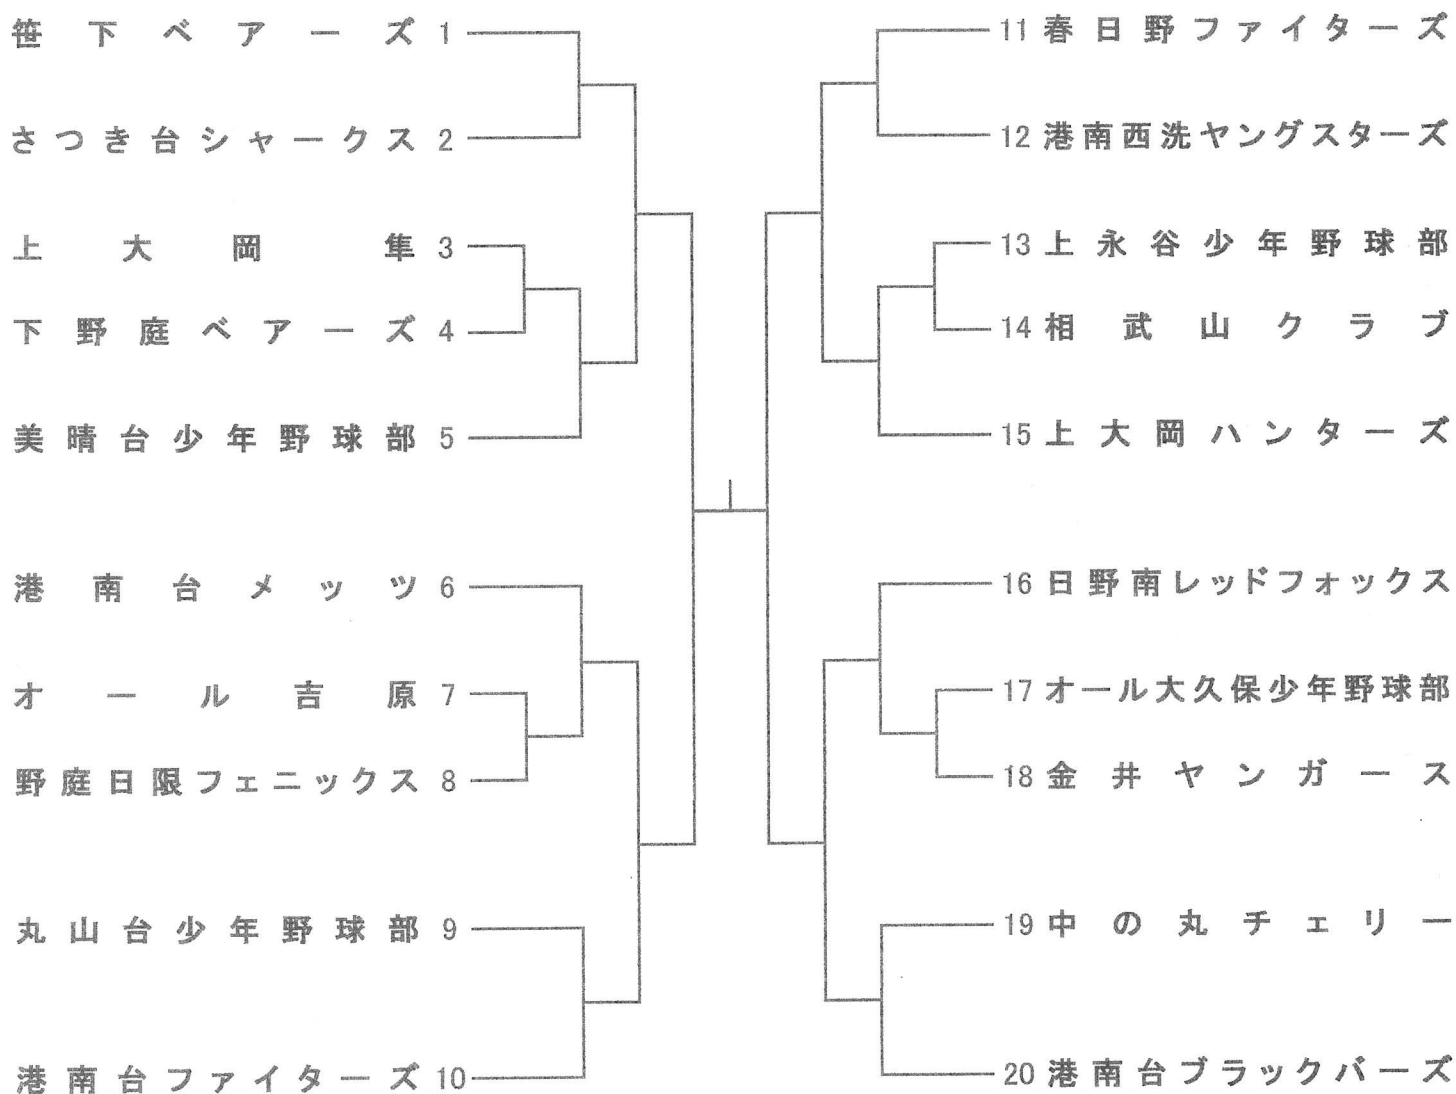 笹下ベアーズ 1
さつき台シャークス 2
上大岡隼 3
下野庭ベアーズ 4
美晴台少年野球部 5
港南台メッツ 6
オール吉原 7
野庭日限フェニックス 8
丸山台少年野球部 9
港南台ファイターズ 10
11 春日野ファイターズ
12 港南西洗ヤングスターズ
13 上永谷少年野球部
14 相武山クラブ
15 上大岡ハンターズ
16 日野南レッドフォックス
17 オール大久保少年野球部
18 金井ヤンガース
19 中の丸チェリー
20 港南台ブラックバーズ